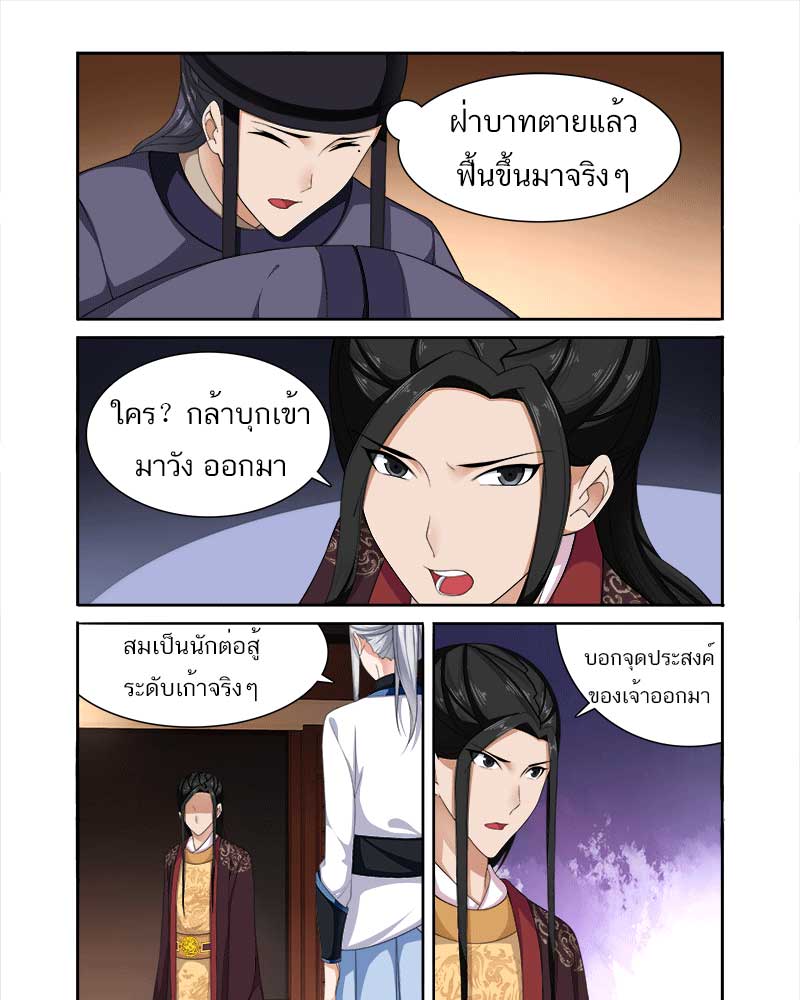 ฝ่าบาทตายแล้ว
ฟื้นขึ้นมาจริงๆ
ใคร? กล้าบุกเข้า
มาวัง ออกมา
สมเป็นนักต่อสู้
ระดับเก้าจริงๆ
บอกจุดประสงค์
ของเจ้าออกมา